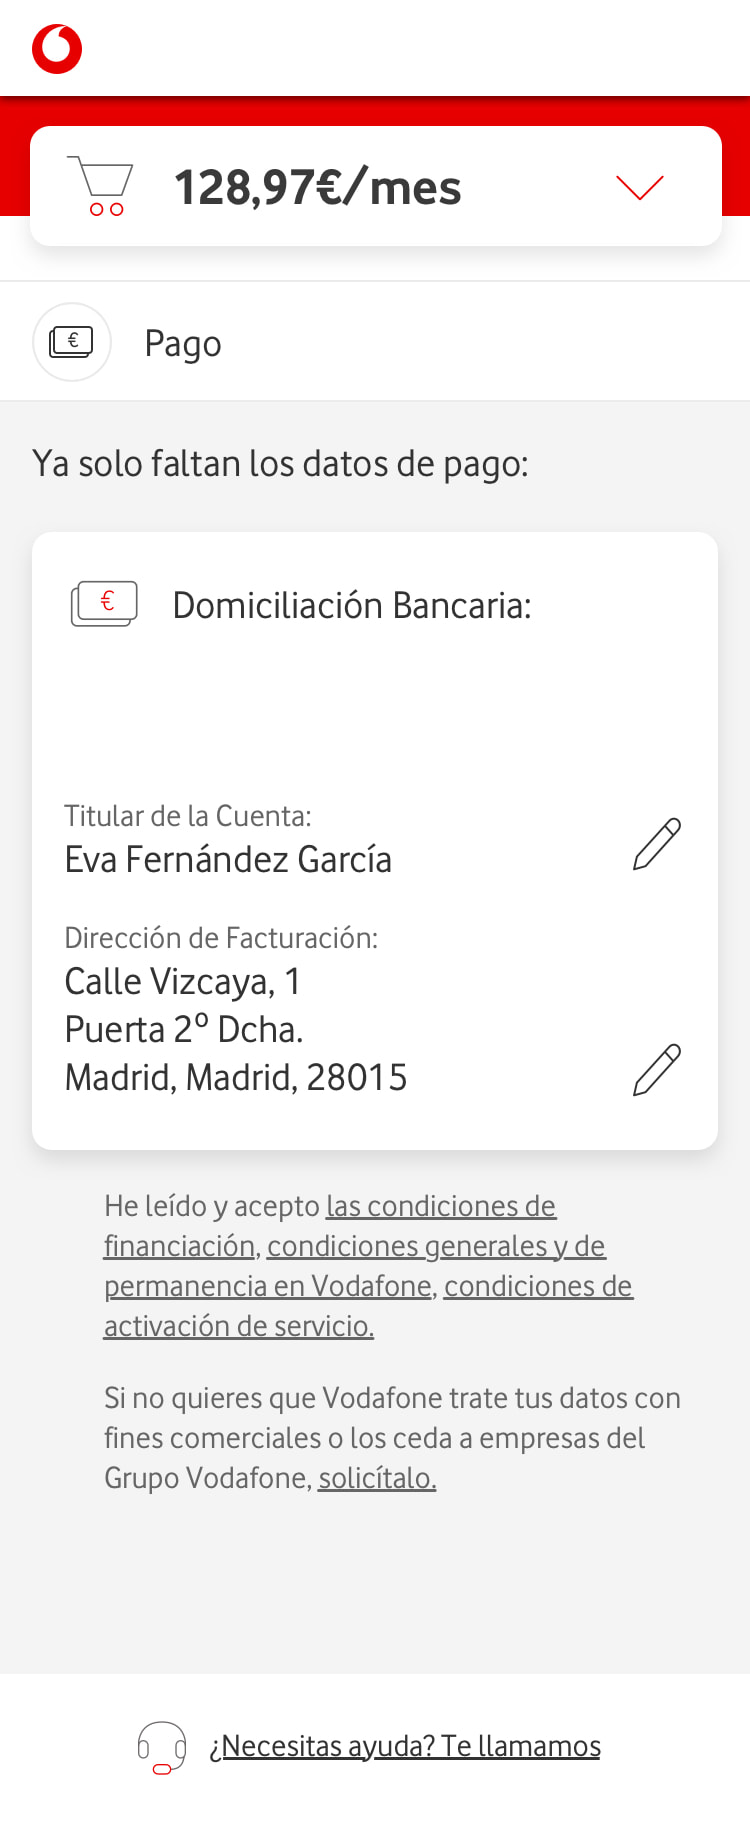 128,97€/mes
€
Pago
Ya solo faltan los datos de pago:
€
Domiciliación Bancaria:
Titular de la Cuenta:
Eva Fernández García
Dirección de Facturación:
Calle Vizcaya, 1
Puerta 2º Dcha.
Madrid, Madrid, 28015
He leído y acepto las condiciones de
financiación, condiciones generales y de
permanencia en Vodafone, condiciones de
activación de servicio.
Si no quieres que Vodafone trate tus datos con
fines comerciales o los ceda a empresas del
Grupo Vodafone, solicítalo.
¿Necesitas ayuda? Te llamamos